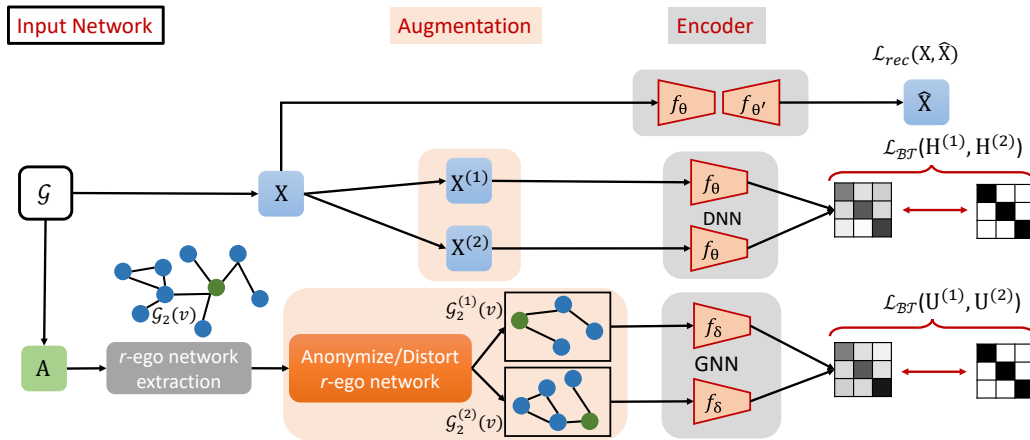 Input Network
Augmentation
Encoder
ℒ_rec(X, X̂)
f_θ
f_θ′
X̂
ℒ_ℬ𝒯(H^(1), H^(2))
𝒢
X
X^(1)
f_θ
DNN
X^(2)
f_θ
𝒢_2(v)
𝒢_2^(1)(v)
ℒ_ℬ𝒯(U^(1), U^(2))
f_δ
GNN
A
r-ego network
extraction
Anonymize/Distort
r-ego network
𝒢_2^(2)(v)
f_δ